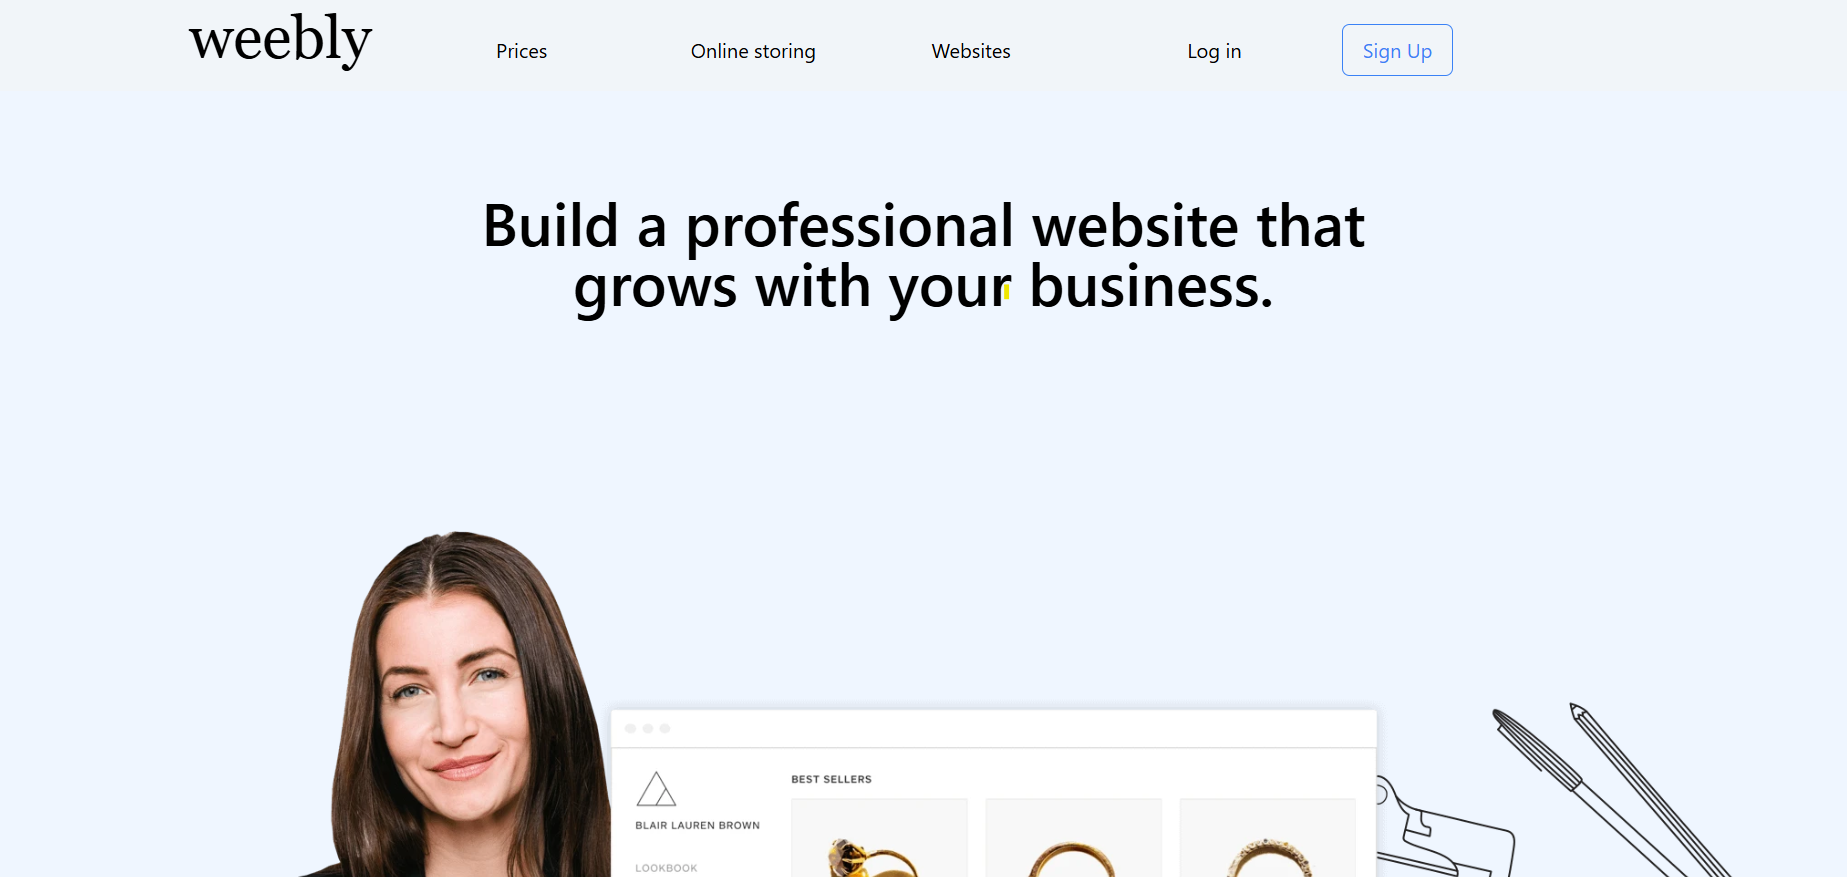 weebly
Prices
Online storing
Websites
Log in
Sign Up
Build a professional website that
grows with your business.
BEST SELLERS
BLAIR LAUREN BROWN
LOOKBOOK